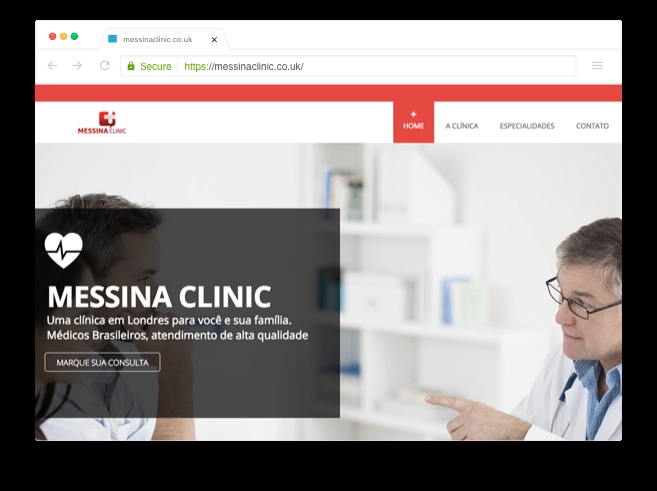 messinaclinic.co.uk
Secure https://messinaclinic.co.uk/
MESSINA CLINIC
HOME A CLÍNICA ESPECIALIDADES CONTATO
MESSINA CLINIC
Uma clínica em Londres para você e sua família.
Médicos Brasileiros, atendimento de alta qualidade
MARQUE SUA CONSULTA